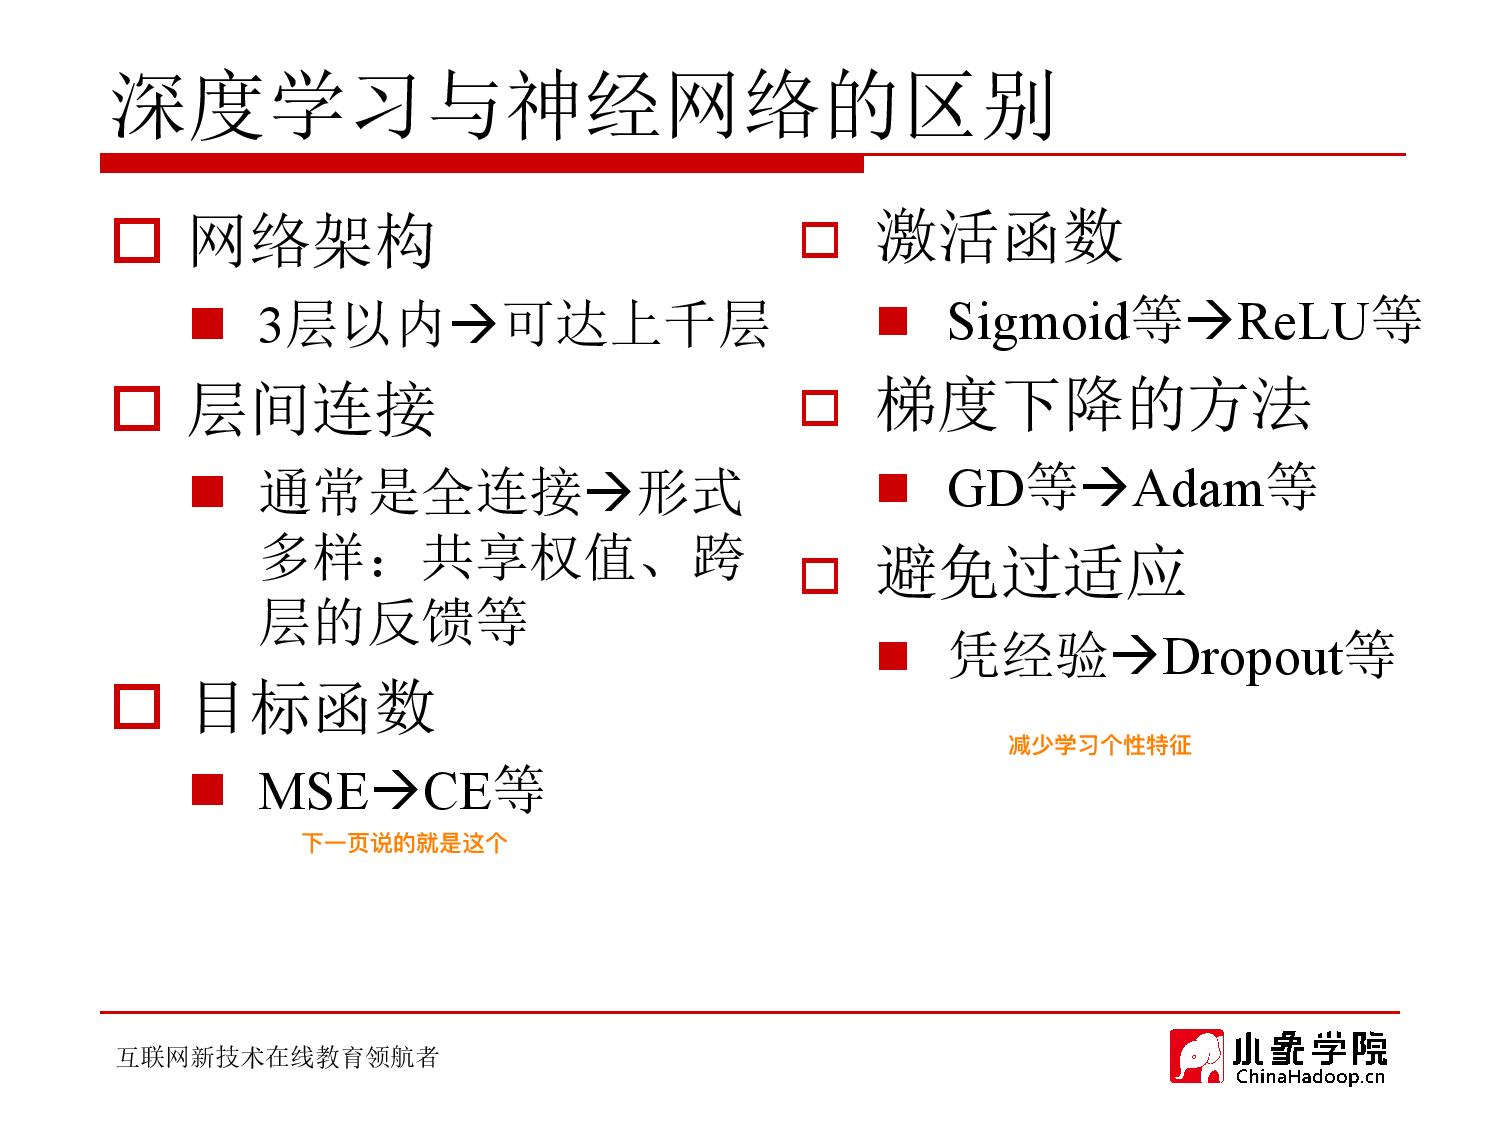 深度学习与神经网络的区别
网络架构
3层以内→可达上千层
层间连接
通常是全连接→形式
多样：共享权值、跨
层的反馈等
目标函数
MSE→CE等
下一页说的就是这个
激活函数
Sigmoid等→ReLU等
梯度下降的方法
GD等→Adam等
避免过适应
凭经验→Dropout等
减少学习个性特征
互联网新技术在线教育领航者
小象学院
ChinaHadoop.cn